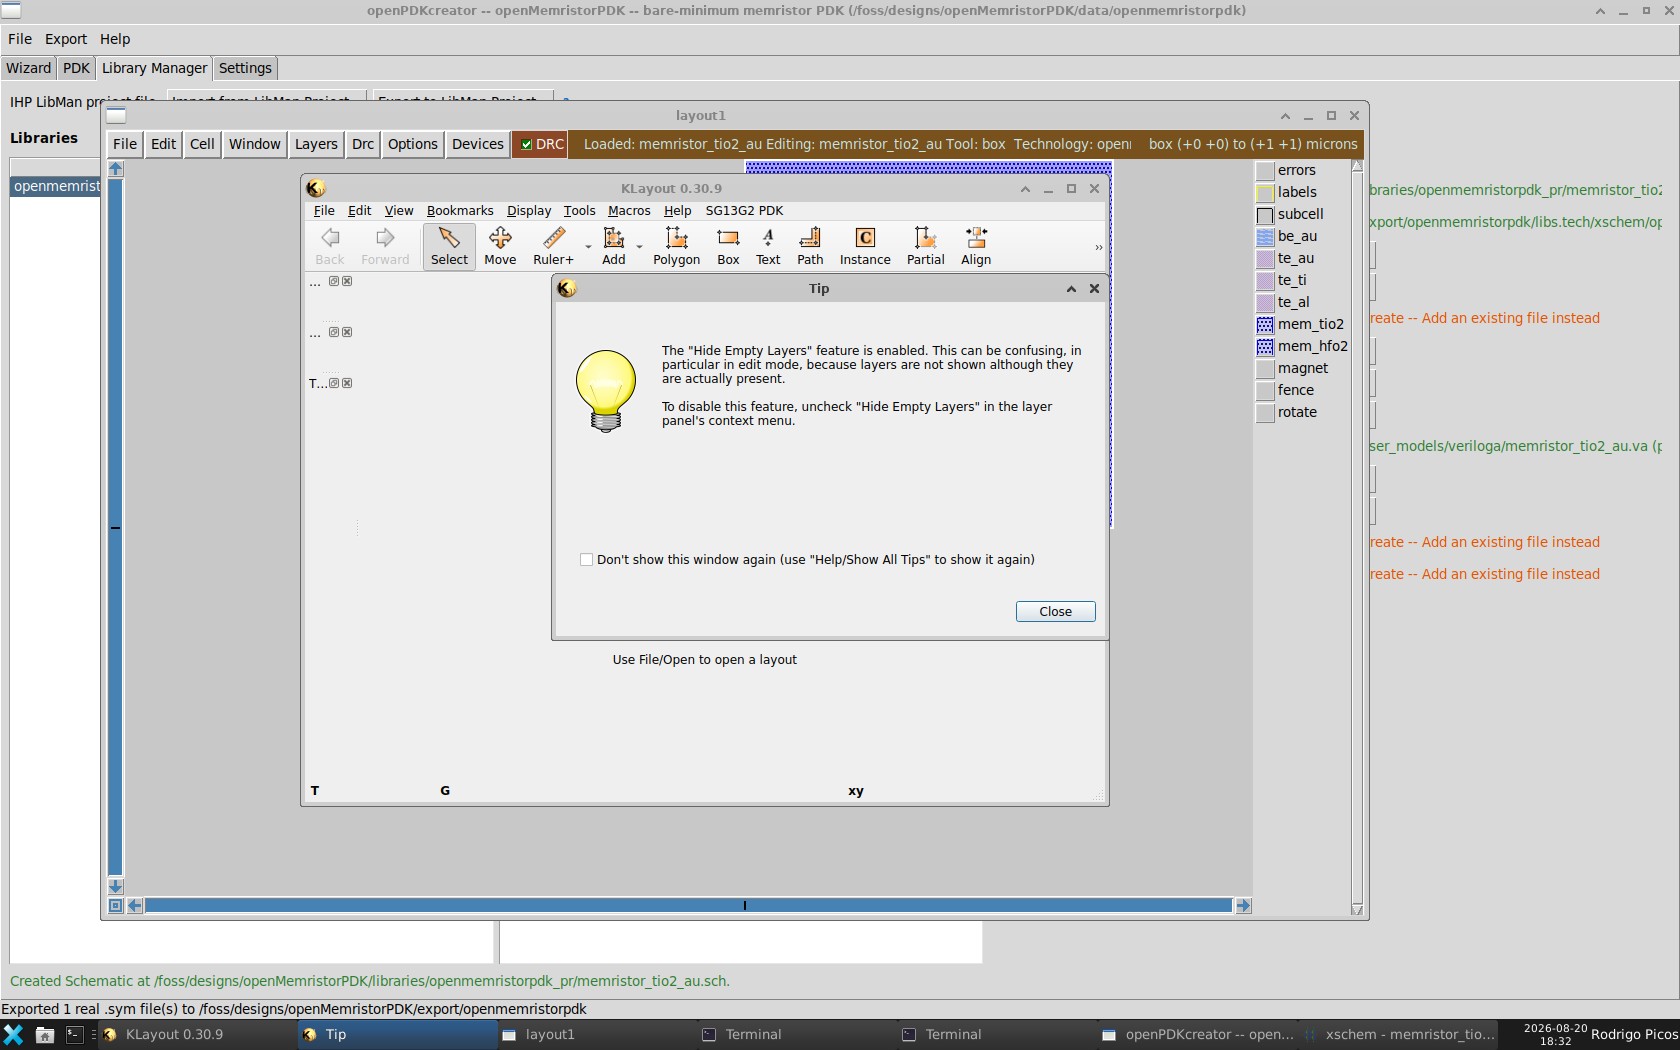 openPDKcreator -- openMemristorPDK -- bare-minimum memristor PDK (/foss/designs/openMemristorPDK/data/openmemristorpdk)
File Export Help
Wizard PDK Library Manager Settings
IHP LibMan project file
Libraries
openmemrist
layout1
File Edit Cell Window Layers Drc Options Devices DRC Loaded: memristor_tio2_au Editing: memristor_tio2_au Tool: box Technology: open box (+0 +0) to (+1 +1) microns
KLayout 0.30.9
File Edit View Bookmarks Display Tools Macros Help SG13G2 PDK
Back Forward Select Move Ruler+ Add Polygon Box Text Path Instance Partial Align »
...
...
T...
Tip
The "Hide Empty Layers" feature is enabled. This can be confusing, in
particular in edit mode, because layers are not shown although they
are actually present.
To disable this feature, uncheck "Hide Empty Layers" in the layer
panel's context menu.
Don't show this window again (use "Help/Show All Tips" to show it again)
Close
Use File/Open to open a layout
T G xy
errors
labels
subcell
be_au
te_au
te_ti
te_al
mem_tio2
mem_hfo2
magnet
fence
rotate
braries/openmemristorpdk_pr/memristor_tio2
xport/openmemristorpdk/libs.tech/xschem/op
reate -- Add an existing file instead
ser_models/veriloga/memristor_tio2_au.va (p
reate -- Add an existing file instead
reate -- Add an existing file instead
Created Schematic at /foss/designs/openMemristorPDK/libraries/openmemristorpdk_pr/memristor_tio2_au.sch.
Exported 1 real .sym file(s) to /foss/designs/openMemristorPDK/export/openmemristorpdk
KLayout 0.30.9 Tip layout1 Terminal Terminal openPDKcreator -- open... xschem - memristor_tio... 2026-08-20 Rodrigo Picos
18:32